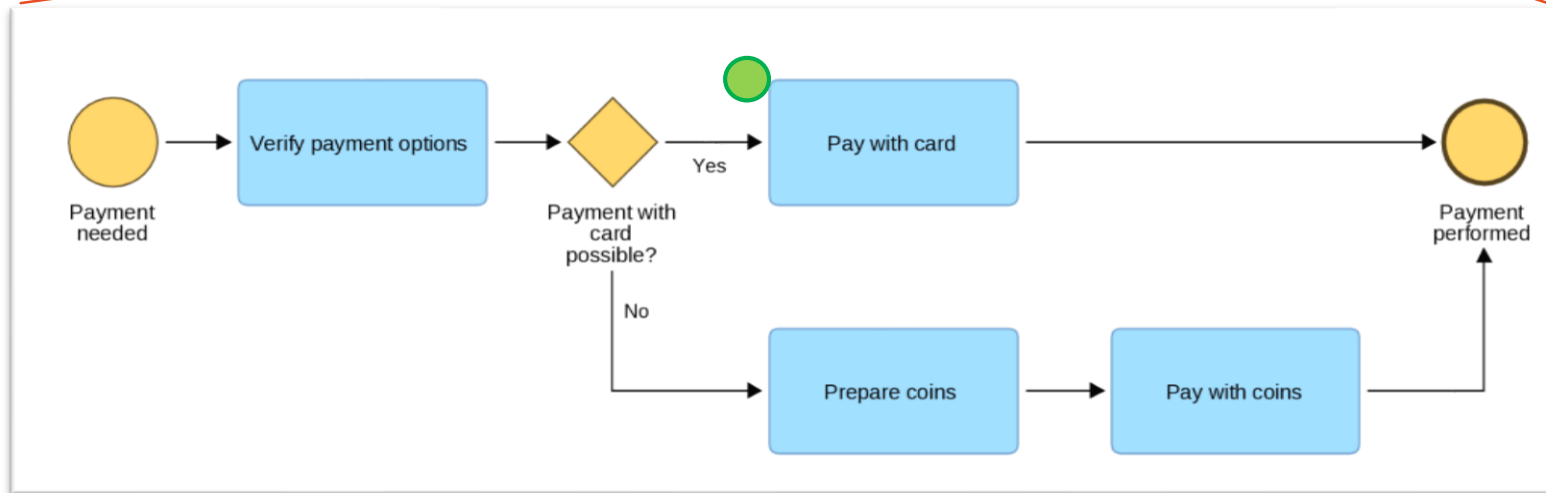 Verify payment options
Pay with card
Yes
Payment
needed
Payment with
card
possible?
Payment
performed
No
Prepare coins
Pay with coins